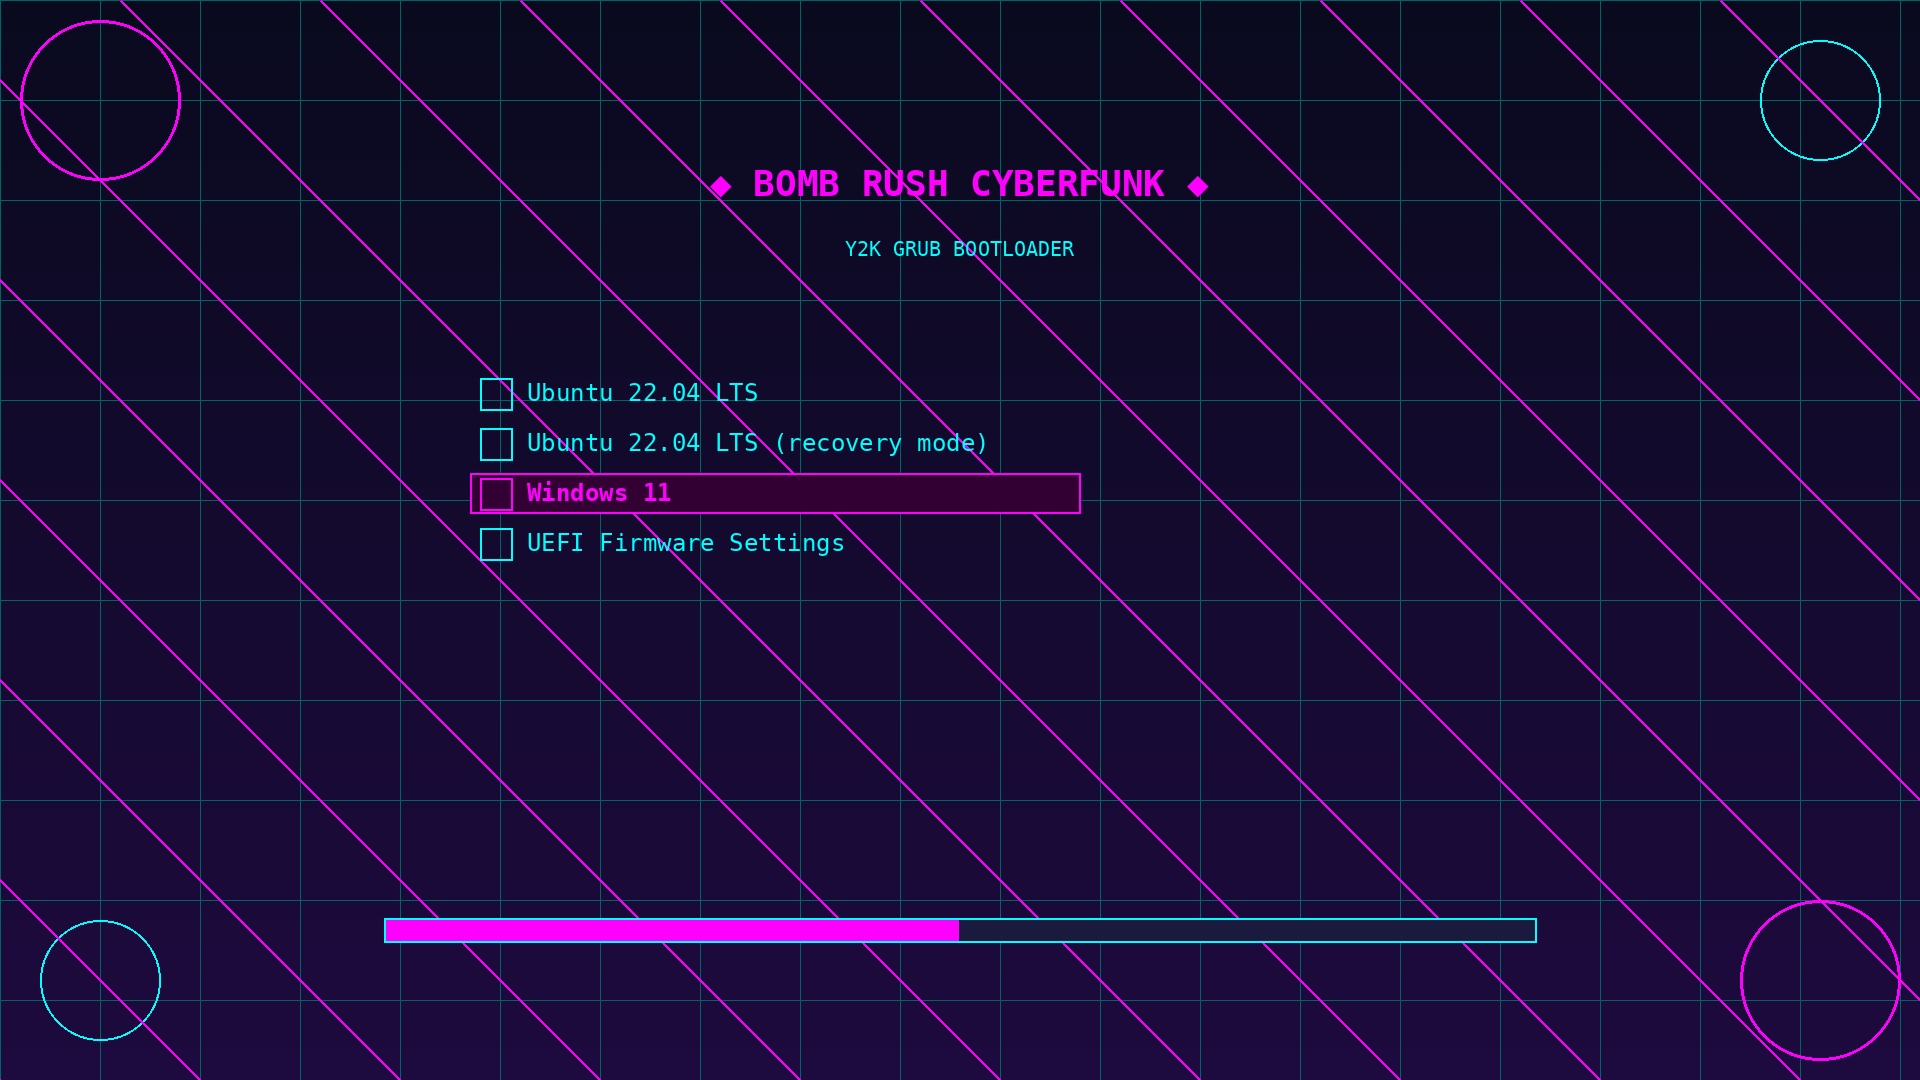 ◆ BOMB RUSH CYBERFUNK ◆
Y2K GRUB BOOTLOADER
Ubuntu 22.04 LTS
Ubuntu 22.04 LTS (recovery mode)
Windows 11
UEFI Firmware Settings